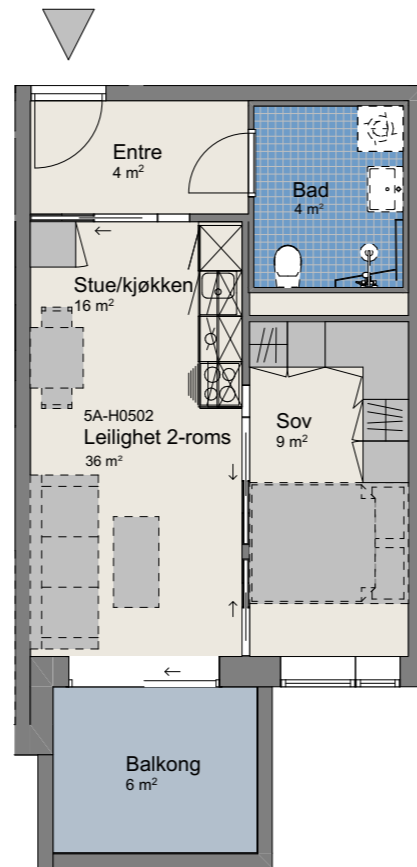 Entre
4 m²
Bad
4 m²
Stue/kjøkken
16 m²
5A-H0502
Leilighet 2-roms
36 m²
Sov
9 m²
Balkong
6 m²